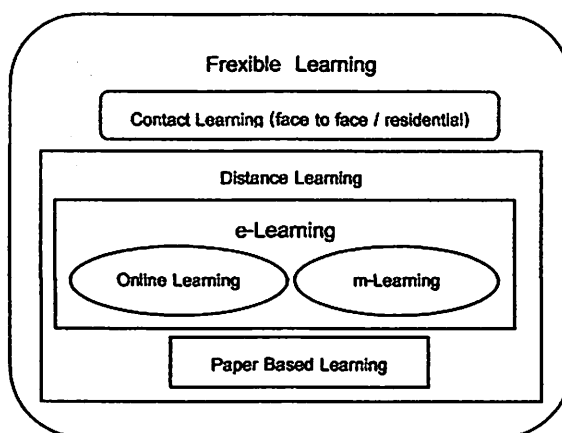 Frexible Learning
Contact Learning (face to face / residential)
Distance Learning
e-Learning
Online Learning
m-Learning
Paper Based Learning